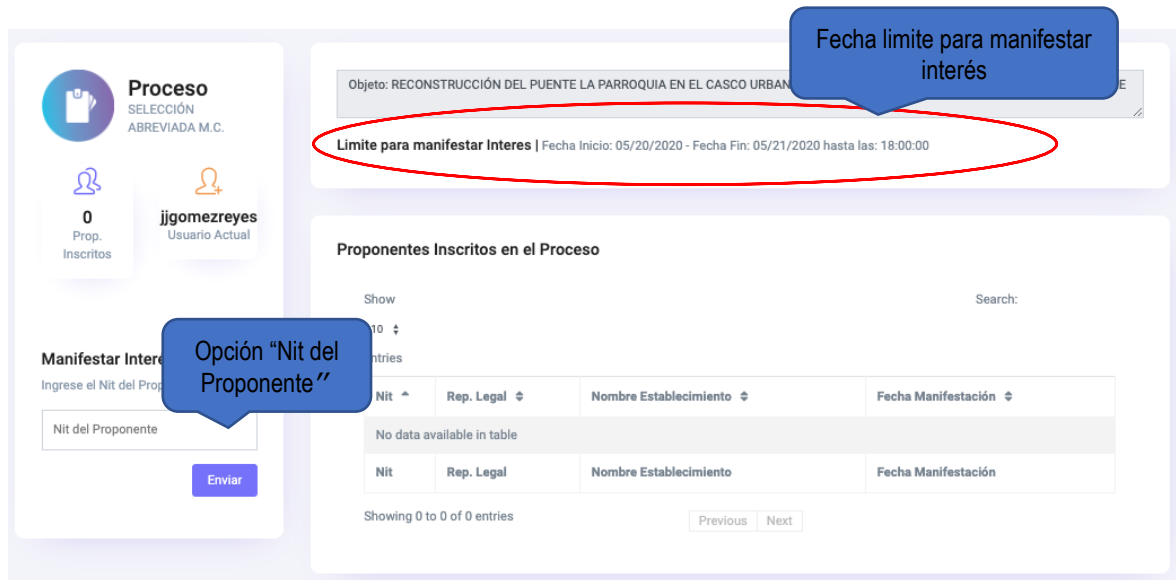 Fecha limite para manifestar
interés
Proceso
SELECCIÓN
ABREVIADA M.C.
0
Prop.
Inscritos
jjgomezreyes
Usuario Actual
Manifestar
Ingrese el Nit del
Opción “Nit del
Proponente”
Nit del Proponente
Enviar
Objeto: RECONSTRUCCIÓN DEL PUENTE LA PARROQUIA EN EL CASCO
Limite para manifestar Interes | Fecha Inicio: 05/20/2020 - Fecha Fin: 05/21/2020 hasta las: 18:00:00
Proponentes Inscritos en el Proceso
Show
Search:
10
Nit Rep. Legal Nombre Establecimiento Fecha Manifestación
No data available in table
Nit Rep. Legal Nombre Establecimiento Fecha Manifestación
Showing 0 to 0 of 0 entries
Previous Next